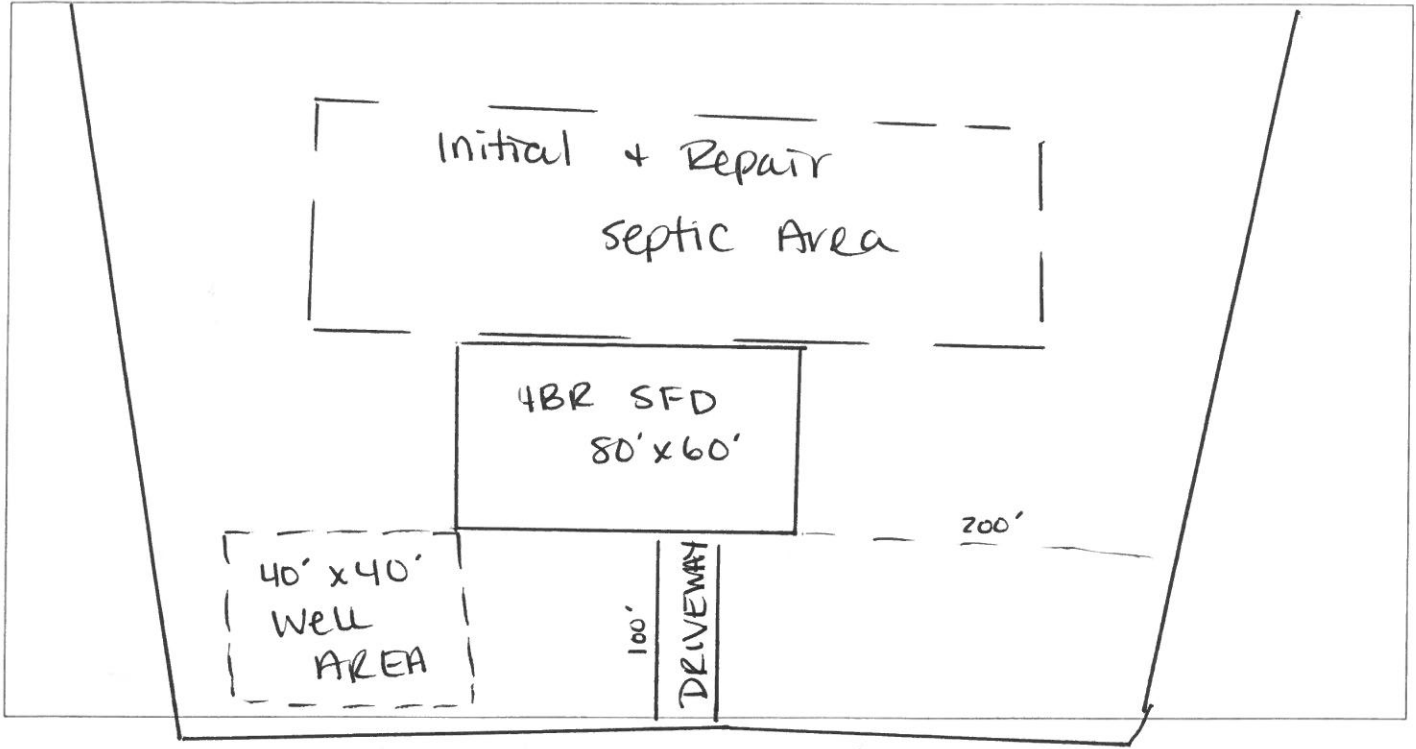 Initial + Repair
septic Area
4BR SFD
80'x60'
200'
40' x40'
Well
AREA
100'
DRIVEWAY